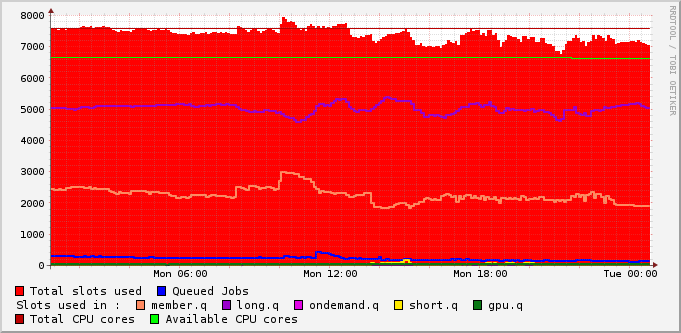 8000
7000
6000
5000
4000
3000
2000
1000
0
Mon 06:00 Mon 12:00 Mon 18:00 Tue 00:00
Total slots used Queued Jobs
Slots used in : member.q long.q ondemand.q short.q gpu.q
Total CPU cores Available CPU cores
RRDTOOL / TOBI OETIKER